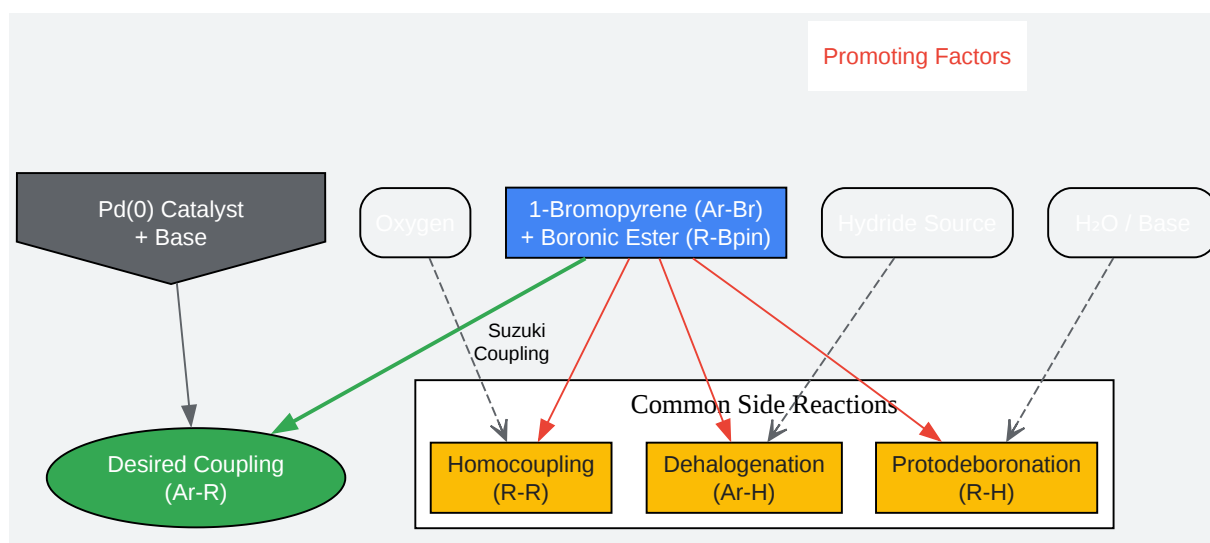 Promoting Factors
Pd(0) Catalyst
+ Base
Oxygen
1-Bromopyrene (Ar-Br)
+ Boronic Ester (R-Bpin)
Hydride Source
H₂O / Base
Suzuki
Coupling
Common Side Reactions
Desired Coupling
(Ar-R)
Homocoupling
(R-R)
Dehalogenation
(Ar-H)
Protodeboronation
(R-H)